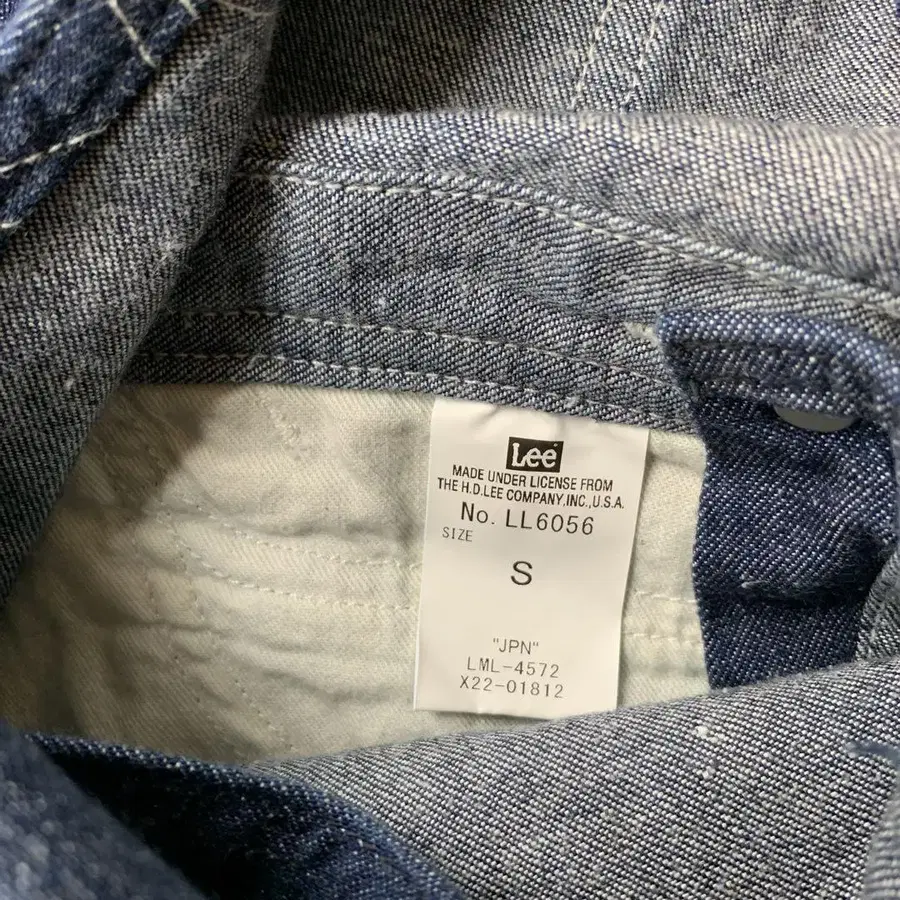 Lee
MADE UNDER LICENSE FROM
THE H.D.LEE COMPANY,INC.,U.S.A.
No. LL6056
SIZE
S
"JPN"
LML-4572
X22-01812